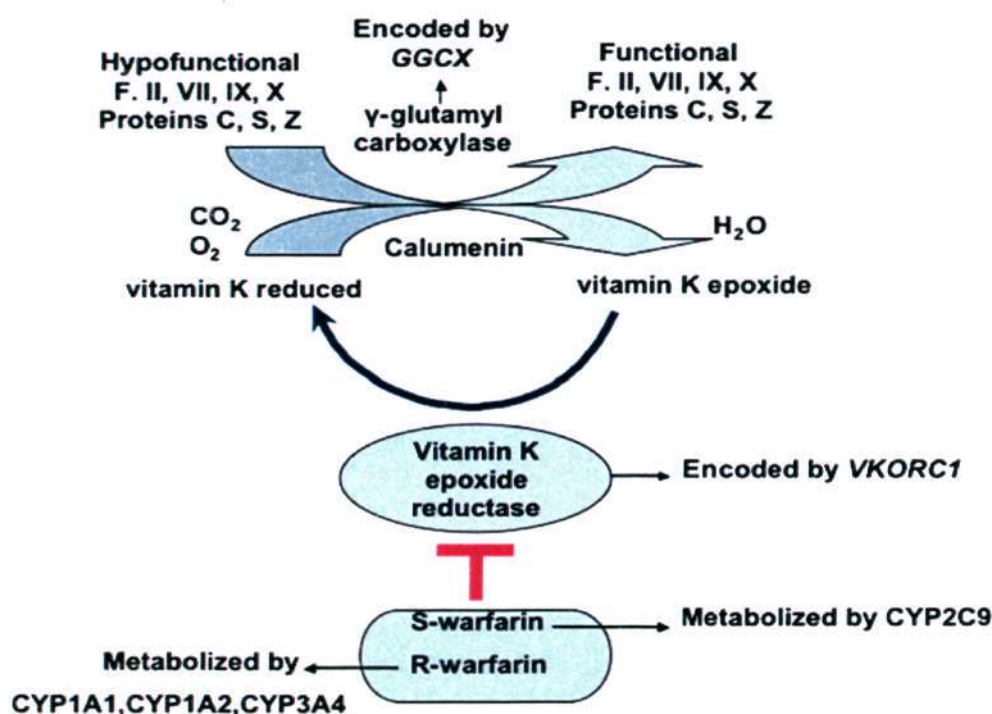 Encoded by
GGCX
γ-glutamyl
carboxylase
Hypofunctional
F. II, VII, IX, X
Proteins C, S, Z
Functional
F. II, VII, IX, X
Proteins C, S, Z
CO₂
O₂
Calumenin
H₂O
vitamin K reduced
vitamin K epoxide
Vitamin K
epoxide
reductase
Encoded by VKORC1
S-warfarin
Metabolized by CYP2C9
R-warfarin
Metabolized by
CYP1A1,CYP1A2,CYP3A4